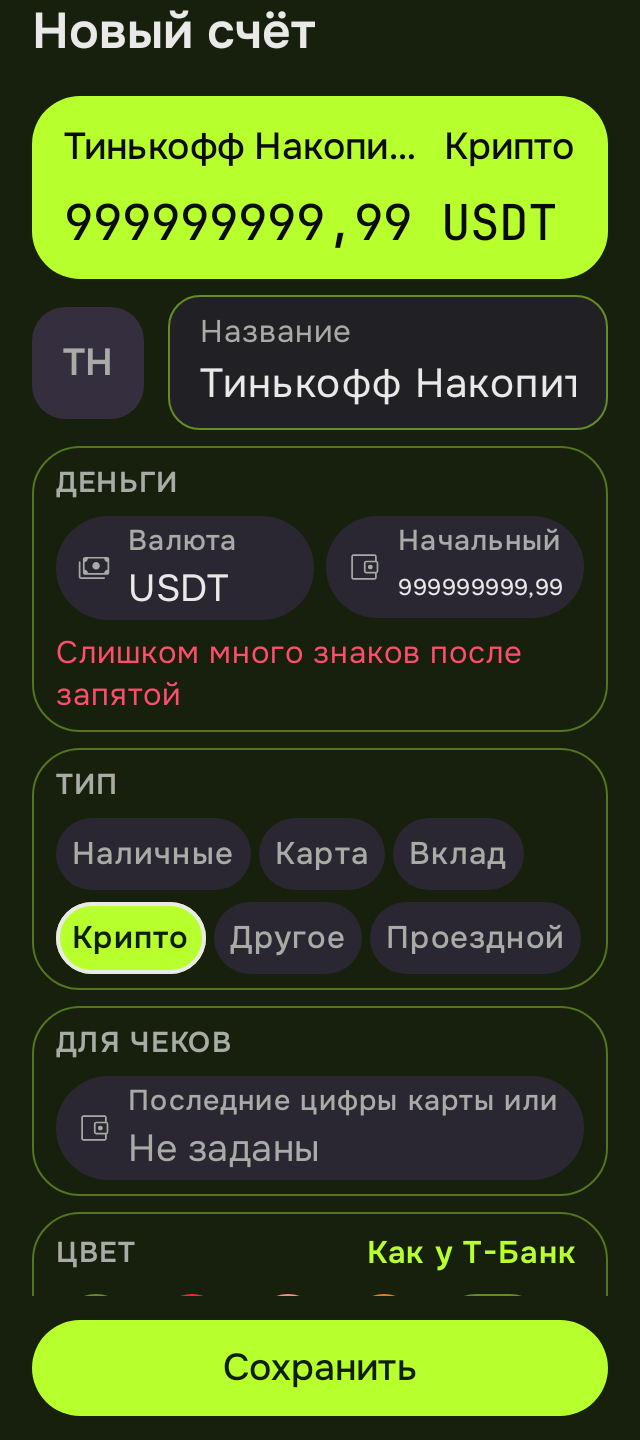 Новый счёт
Тинькофф Накопи... Крипто
999999999,99 USDT
ТН
Название
Тинькофф Накопит
ДЕНЬГИ
Валюта
USDT
Начальный
999999999,99
Слишком много знаков после
запятой
ТИП
Наличные Карта Вклад
Крипто Другое Проездной
ДЛЯ ЧЕКОВ
Последние цифры карты или
Не заданы
ЦВЕТ Как у Т-Банк
Сохранить